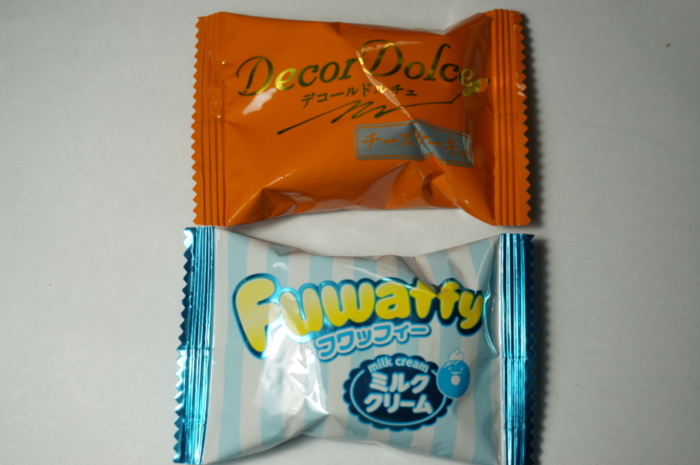 Decor Dolce
デコールドルチェ
チーズケーキ
Fuwaffy
フワッフィー
milk cream
ミルク
クリーム